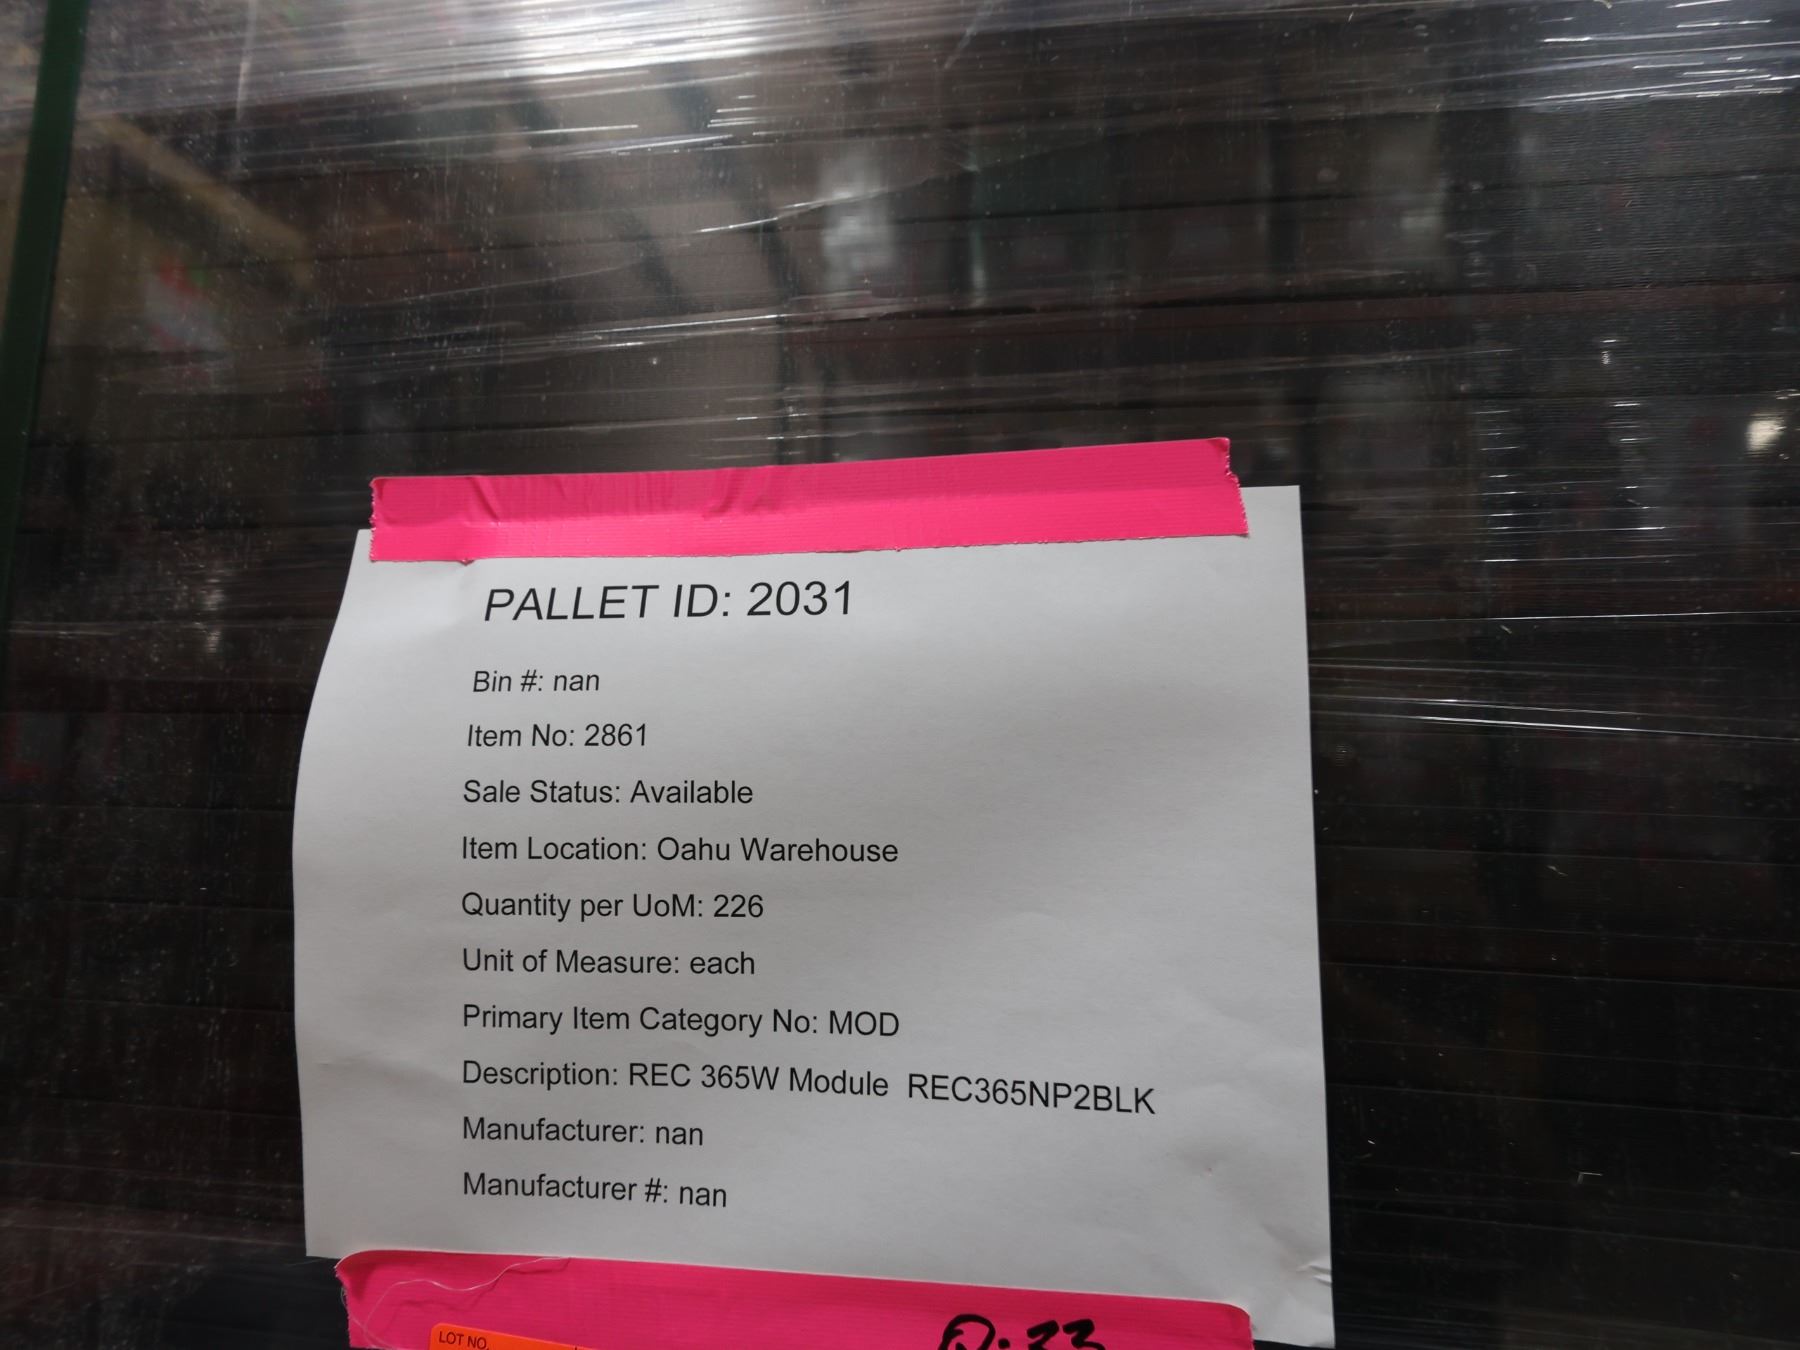 PALLET ID: 2031
Bin #: nan
Item No: 2861
Sale Status: Available
Item Location: Oahu Warehouse
Quantity per UoM: 226
Unit of Measure: each
Primary Item Category No: MOD
Description: REC 365W Module  REC365NP2BLK
Manufacturer: nan
Manufacturer #: nan
Q:33
LOT NO.